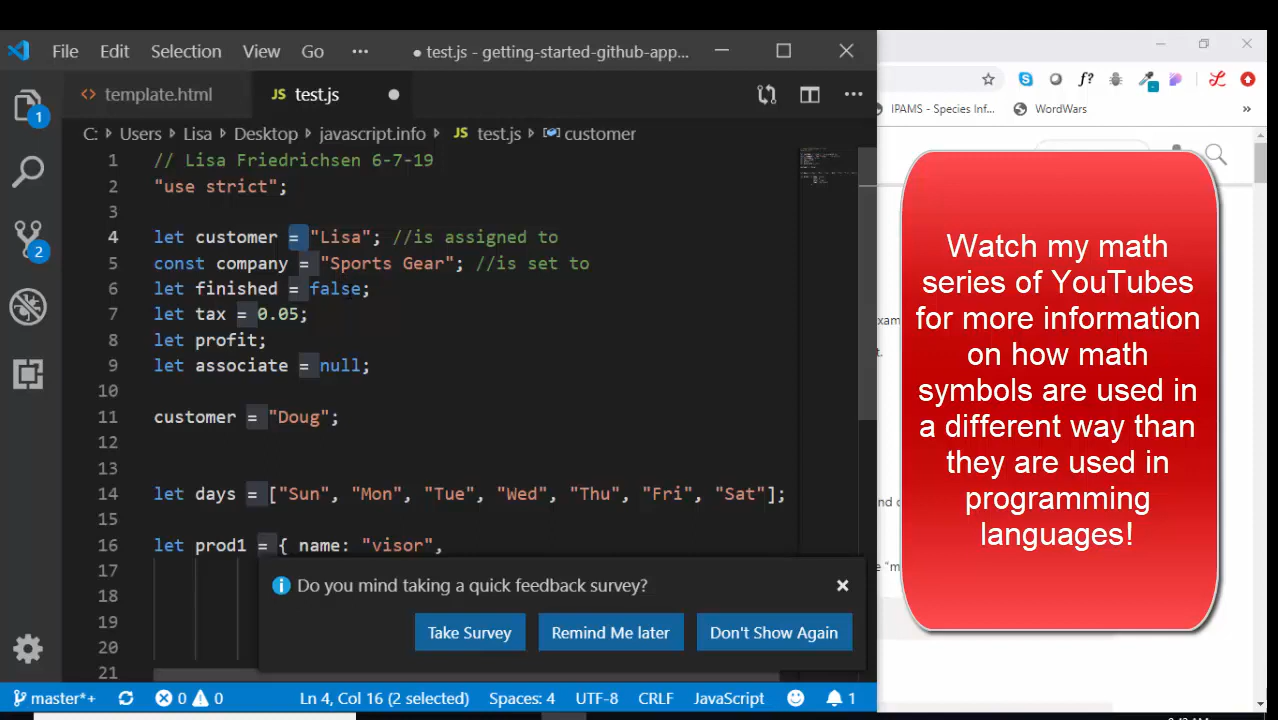 File Edit Selection View Go ··· ● test.js - getting-started-github-app...
<> template.html JS test.js ●
C: › Users › Lisa › Desktop › javascript.info › JS test.js › customer
1 // Lisa Friedrichsen 6-7-19
2 "use strict";
3
4 let customer = "Lisa"; //is assigned to
5 const company = "Sports Gear"; //is set to
6 let finished = false;
7 let tax = 0.05;
8 let profit;
9 let associate = null;
10
11 customer = "Doug";
12
13
14 let days = ["Sun", "Mon", "Tue", "Wed", "Thu", "Fri", "Sat"];
15
16 let prod1 = { name: "visor",
17
18
19
20
21
1
2
Do you mind taking a quick feedback survey?
Take Survey Remind Me later Don't Show Again
master*+ 0 0 Ln 4, Col 16 (2 selected) Spaces: 4 UTF-8 CRLF JavaScript 1
f?
IPAMS - Species Inf... WordWars »
Watch my math
series of YouTubes
for more information
on how math
symbols are used in
a different way than
they are used in
programming
languages!